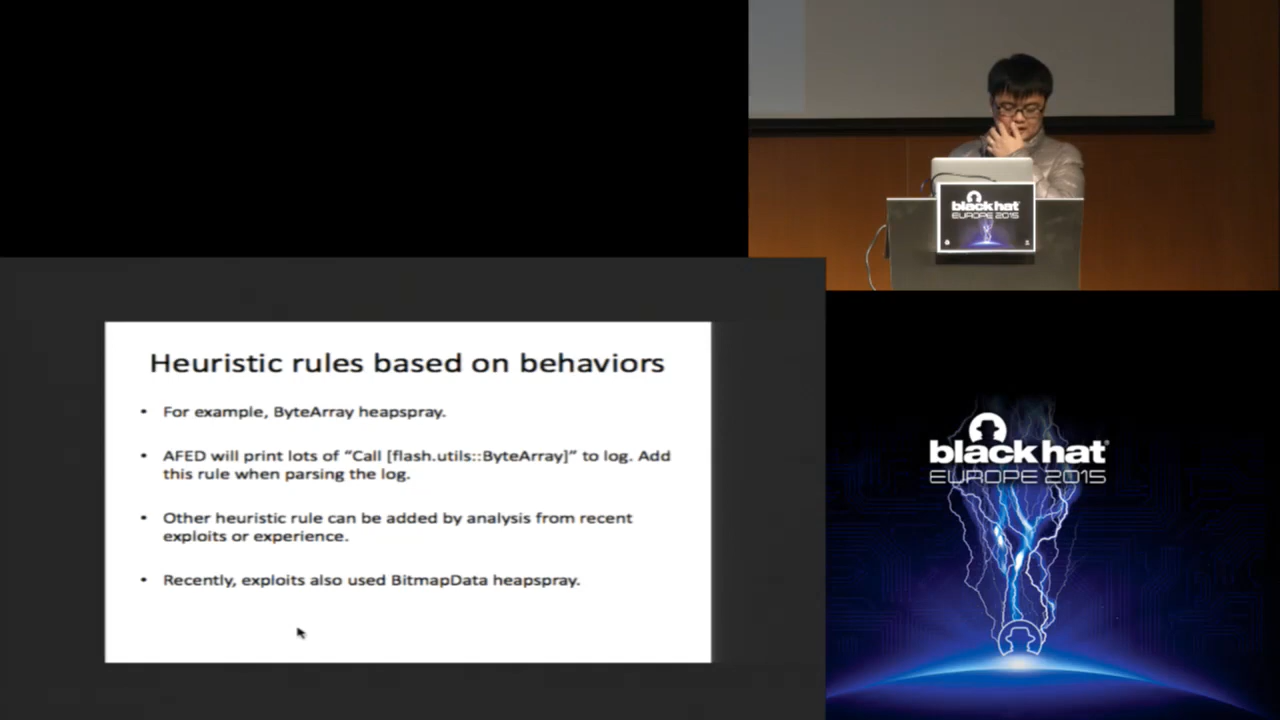 black hat
EUROPE 2015
Heuristic rules based on behaviors
• For example, ByteArray heapspray.
• AFED will print lots of “Call [flash.utils::ByteArray]” to log. Add
this rule when parsing the log.
• Other heuristic rule can be added by analysis from recent
exploits or experience.
• Recently, exploits also used BitmapData heapspray.
black hat
EUROPE 2015